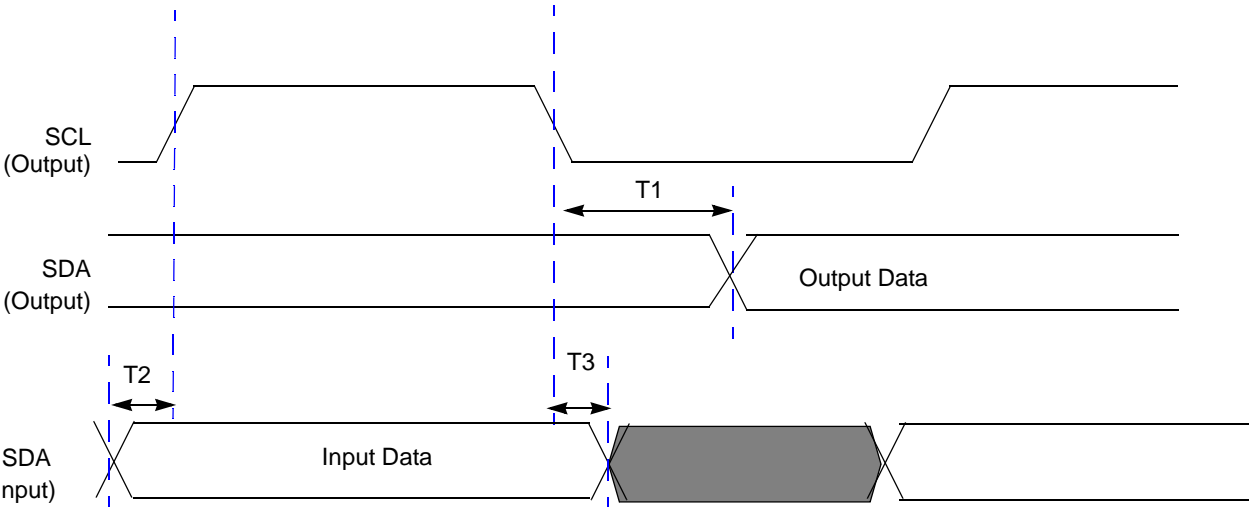 SCL
(Output)
T1
SDA
(Output)
Output Data
T2
T3
SDA
nput)
Input Data